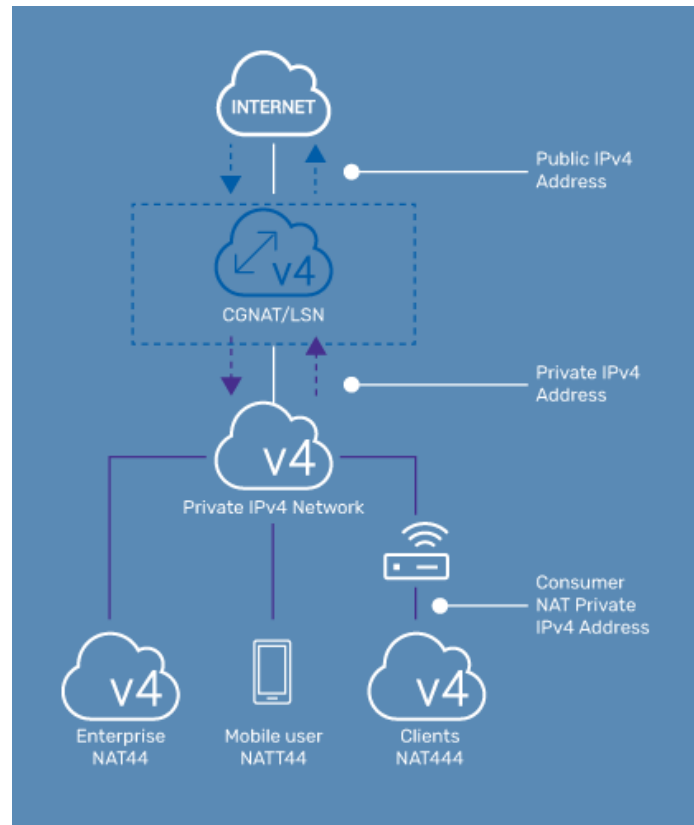 INTERNET
Public IPv4
Address
v4
CGNAT/LSN
Private IPv4
Address
v4
Private IPv4 Network
Consumer
NAT Private
IPv4 Address
v4
Enterprise
NAT44
Mobile user
NATT44
v4
Clients
NAT444